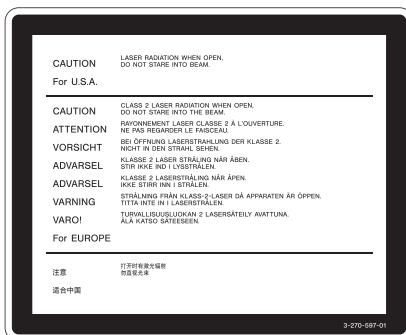 CAUTION
LASER RADIATION WHEN OPEN,
DO NOT STARE INTO BEAM.
For U.S.A.
CAUTION
CLASS 2 LASER RADIATION WHEN OPEN,
DO NOT STARE INTO THE BEAM.
ATTENTION
RAYONNEMENT LASER CLASSE 2 À L'OUVERTURE.
NE PAS REGARDER LE FAISCEAU.
VORSICHT
BEI ÖFFNUNG LASERSTRAHLUNG DER KLASSE 2.
NICHT IN DEN STRAHL SEHEN.
ADVARSEL
KLASSE 2 LASER STRÅLING NÅR ÅBEN.
STIR IKKE IND I LYSSTRÅLEN.
ADVARSEL
KLASSE 2 LASERSTRÅLING NÅR ÅPEN.
IKKE STIRR INN I STRÅLEN.
VARNING
STRÅLNING FRÅN KLASS-2-LASER DÅ APPARATEN ÄR ÖPPEN.
TITTA INTE IN I LASERSTRÅLEN.
VARO!
TURVALLISUUSLUOKAN 2 LASERSÄTEILY AVATTUNA.
ÄLÄ KATSO SÄTEESEEN.
For EUROPE
注意
打开时有激光辐射
勿直视光束
适合中国
3-270-597-01